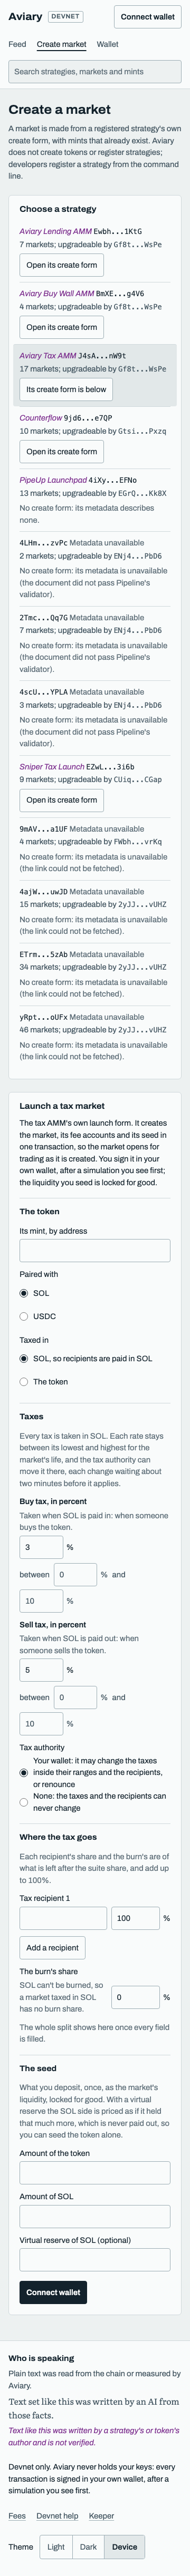 Aviary DEVNET Connect wallet
Feed Create market Wallet
Search strategies, markets and mints
Create a market
A market is made from a registered strategy's own
create form, with mints that already exist. Aviary
does not create tokens or register strategies;
developers register a strategy from the command
line.
Choose a strategy
Aviary Lending AMM Ewbh...1KtG
7 markets; upgradeable by Gf8t...WsPe
Open its create form
Aviary Buy Wall AMM BmXE...g4V6
4 markets; upgradeable by Gf8t...WsPe
Open its create form
Aviary Tax AMM J4sA...nW9t
17 markets; upgradeable by Gf8t...WsPe
Its create form is below
Counterflow 9jd6...e7QP
10 markets; upgradeable by Gtsi...Pxzq
Open its create form
PipeUp Launchpad 4iXy...EFNo
13 markets; upgradeable by EGrQ...Kk8X
No create form: its metadata describes
none.
4LHm...zvPc Metadata unavailable
2 markets; upgradeable by ENj4...PbD6
No create form: its metadata is unavailable
(the document did not pass Pipeline's
validator).
2Tmc...Qq7G Metadata unavailable
7 markets; upgradeable by ENj4...PbD6
No create form: its metadata is unavailable
(the document did not pass Pipeline's
validator).
4scU...YPLA Metadata unavailable
3 markets; upgradeable by ENj4...PbD6
No create form: its metadata is unavailable
(the document did not pass Pipeline's
validator).
Sniper Tax Launch EZwL...3i6b
9 markets; upgradeable by CUiq...CGap
Open its create form
9mAV...a1UF Metadata unavailable
4 markets; upgradeable by FWbh...vrKq
No create form: its metadata is unavailable
(the link could not be fetched).
4ajW...uwJD Metadata unavailable
15 markets; upgradeable by 2yJJ...vUHZ
No create form: its metadata is unavailable
(the link could not be fetched).
ETrm...5zAb Metadata unavailable
34 markets; upgradeable by 2yJJ...vUHZ
No create form: its metadata is unavailable
(the link could not be fetched).
yRpt...oUFx Metadata unavailable
46 markets; upgradeable by 2yJJ...vUHZ
No create form: its metadata is unavailable
(the link could not be fetched).
Launch a tax market
The tax AMM's own launch form. It creates
the market, its fee accounts and its seed in
one transaction, so the market opens for
trading as it is created. You sign it in your
own wallet, after a simulation you see first;
the liquidity you seed is locked for good.
The token
Its mint, by address
Paired with
SOL
USDC
Taxed in
SOL, so recipients are paid in SOL
The token
Taxes
Every tax is taken in SOL. Each rate stays
between its lowest and highest for the
market's life, and the tax authority can
move it there, each change waiting about
two minutes before it applies.
Buy tax, in percent
Taken when SOL is paid in: when someone
buys the token.
3 %
between 0 % and
10 %
Sell tax, in percent
Taken when SOL is paid out: when
someone sells the token.
5 %
between 0 % and
10 %
Tax authority
Your wallet: it may change the taxes
inside their ranges and the recipients,
or renounce
None: the taxes and the recipients can
never change
Where the tax goes
Each recipient's share and the burn's are of
what is left after the suite share, and add up
to 100%.
Tax recipient 1
100 %
Add a recipient
The burn's share
SOL can't be burned, so
a market taxed in SOL
has no burn share.
0 %
The whole split shows here once every field
is filled.
The seed
What you deposit, once, as the market's
liquidity, locked for good. With a virtual
reserve the SOL side is priced as if it held
that much more, which is never paid out, so
you can seed the token alone.
Amount of the token
Amount of SOL
Virtual reserve of SOL (optional)
Connect wallet
Who is speaking
Plain text was read from the chain or measured by
Aviary.
Text set like this was written by an AI from
those facts.
Text like this was written by a strategy's or token's
author and is not verified.
Devnet only. Aviary never holds your keys: every
transaction is signed in your own wallet, after a
simulation you see first.
Fees Devnet help Keeper
Theme Light Dark Device